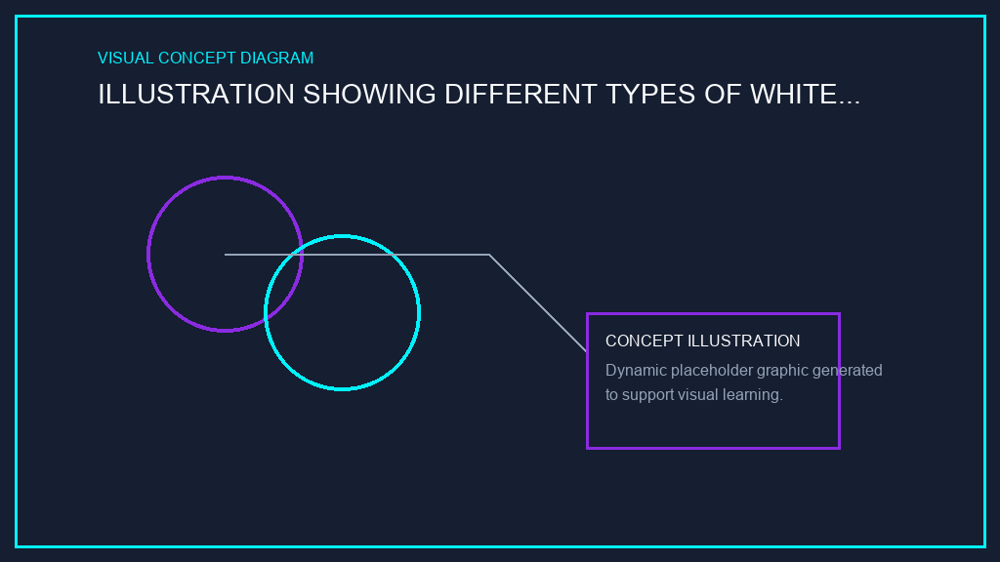 VISUAL CONCEPT DIAGRAM
ILLUSTRATION SHOWING DIFFERENT TYPES OF WHITE...
CONCEPT ILLUSTRATION
Dynamic placeholder graphic generated
to support visual learning.